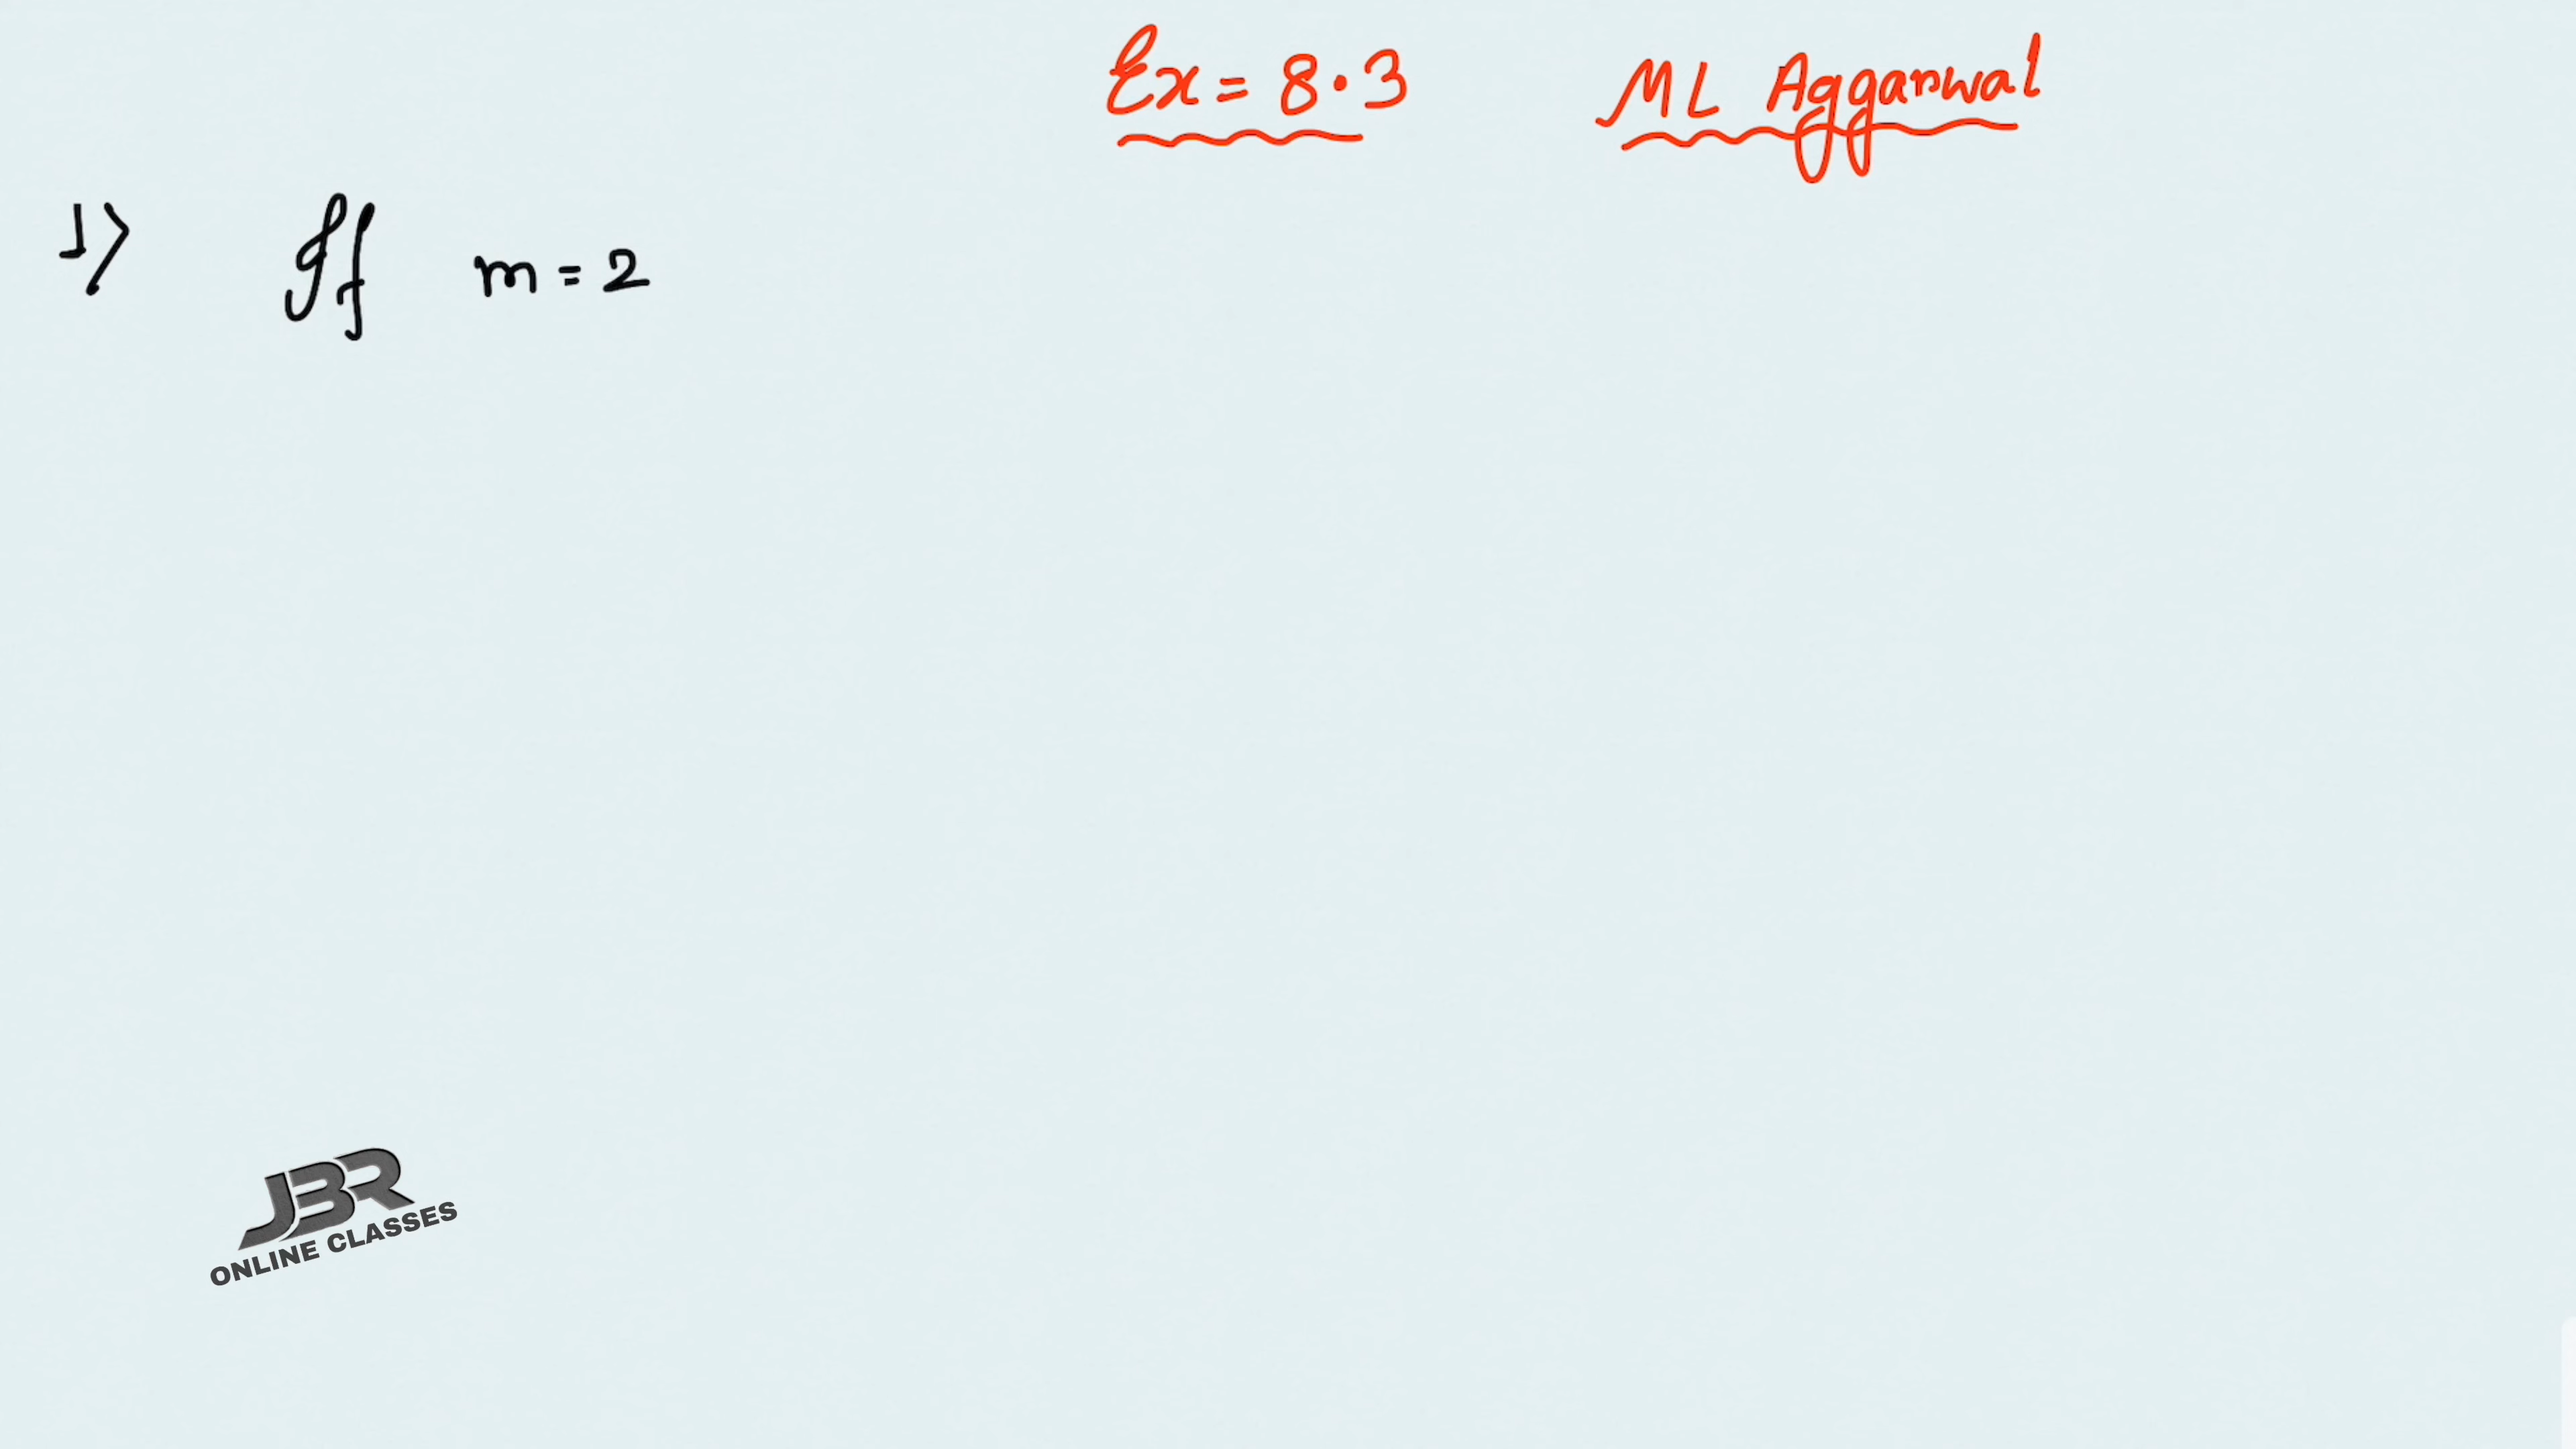 Ex = 8.3 ML Aggarwal
1) If m = 2
JBR
ONLINE CLASSES